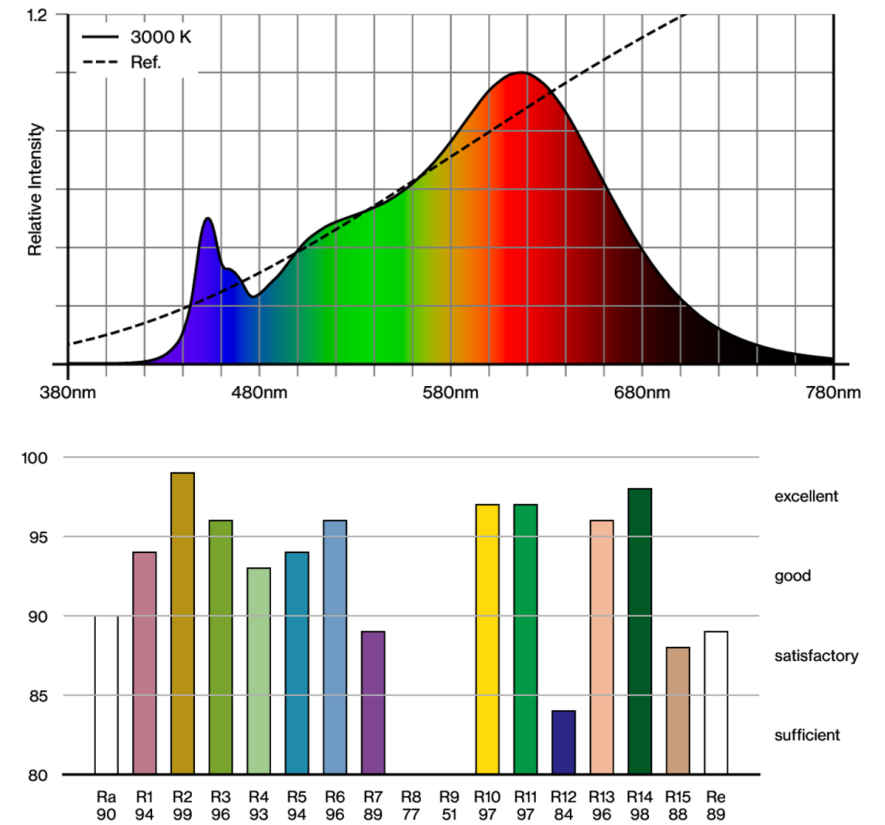 1.2
3000 K
Ref.
Relative Intensity
380nm 480nm 580nm 680nm 780nm
100
excellent
95
good
90
satisfactory
85
sufficient
80
Ra R1 R2 R3 R4 R5 R6 R7 R8 R9 R10 R11 R12 R13 R14 R15 Re
90 94 99 96 93 94 96 89 77 51 97 97 84 96 98 88 89